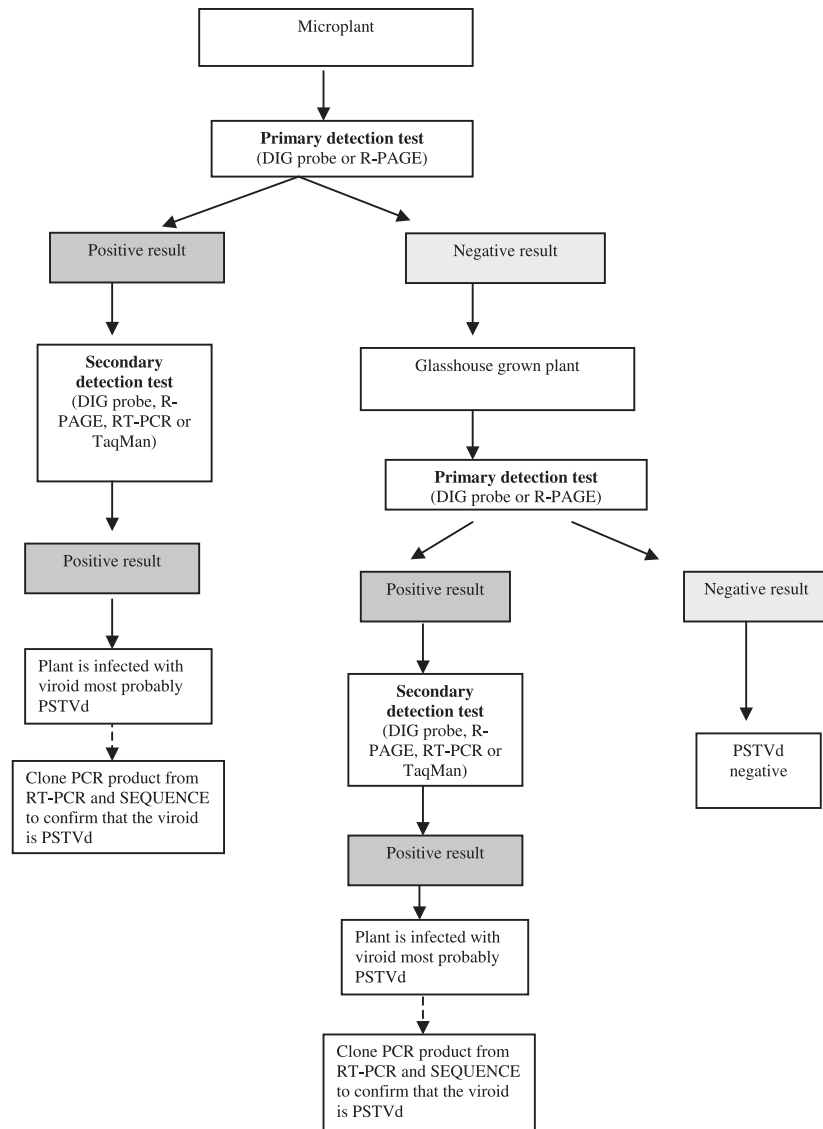 Microplant
Primary detection test
(DIG probe or R-PAGE)
Positive result
Negative result
Secondary
detection test
(DIG probe, R-
PAGE, RT-PCR or
TaqMan)
Glasshouse grown plant
Primary detection test
(DIG probe or R-PAGE)
Positive result
Positive result
Negative result
Plant is infected with
viroid most probably
PSTVd
Secondary
detection test
(DIG probe, R-
PAGE, RT-PCR or
TaqMan)
PSTVd
negative
Clone PCR product from
RT-PCR and SEQUENCE
to confirm that the viroid
is PSTVd
Positive result
Plant is infected with
viroid most probably
PSTVd
Clone PCR product from
RT-PCR and SEQUENCE
to confirm that the viroid
is PSTVd